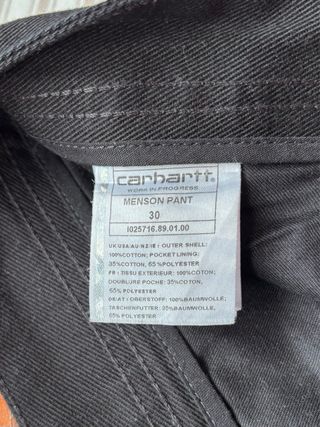 carhartt
WORK IN PROGRESS
MENSON PANT
30
I025716.89.01.00
UK/USA/AU/NZ/IE : OUTER SHELL:
100%COTTON; POCKET LINING:
35%COTTON, 65%POLYESTER
FR : TISSU EXTERIEUR: 100%COTON;
DOUBLURE POCHE: 35%COTON,
65%POLYESTER
DE/AT : OBERSTOFF: 100%BAUMWOLLE;
TASCHENFUTTER: 35%BAUMWOLLE,
65%POLYESTER